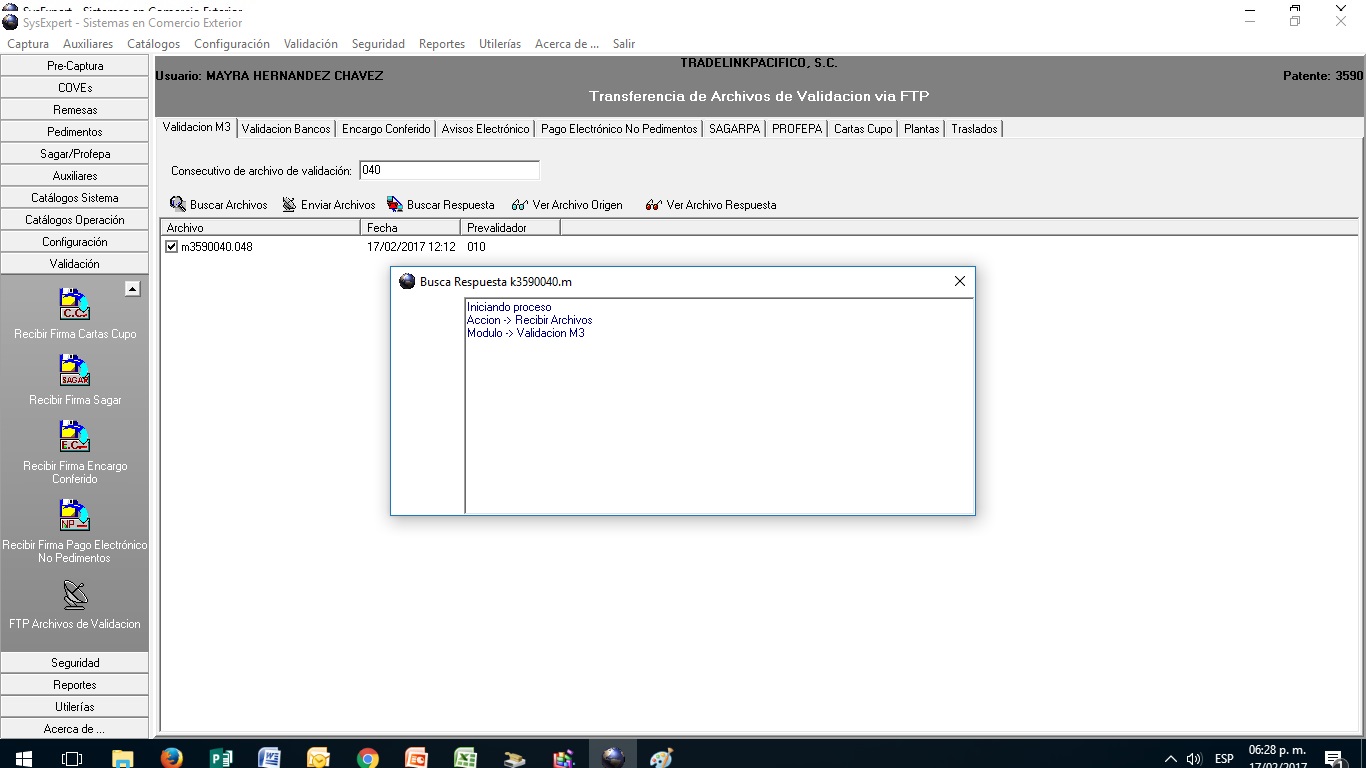 SysExpert - Sistemas en Comercio Exterior
SysExpert - Sistemas en Comercio Exterior
Captura Auxiliares Catálogos Configuración Validación Seguridad Reportes Utilerías Acerca de ... Salir
Pre-Captura
COVEs
Remesas
Pedimentos
Sagar/Profepa
Auxiliares
Catálogos Sistema
Catálogos Operación
Configuración
Validación
C.C.
Recibir Firma Cartas Cupo
SAGAR
Recibir Firma Sagar
E.C.
Recibir Firma Encargo
Conferido
NP
Recibir Firma Pago Electrónico
No Pedimentos
FTP Archivos de Validacion
Seguridad
Reportes
Utilerías
Acerca de ...
TRADELINKPACIFICO, S.C.
Usuario: MAYRA HERNANDEZ CHAVEZ
Patente: 3590
Transferencia de Archivos de Validacion via FTP
Validacion M3 Validacion Bancos Encargo Conferido Avisos Electrónico Pago Electrónico No Pedimentos SAGARPA PROFEPA Cartas Cupo Plantas Traslados
Consecutivo de archivo de validación: 040
Buscar Archivos Enviar Archivos Buscar Respuesta Ver Archivo Origen Ver Archivo Respuesta
Archivo Fecha Prevalidador
m3590040.048 17/02/2017 12:12 010
Busca Respuesta k3590040.m
Iniciando proceso
Accion -> Recibir Archivos
Modulo -> Validacion M3
ESP
06:28 p. m.
17/02/2017